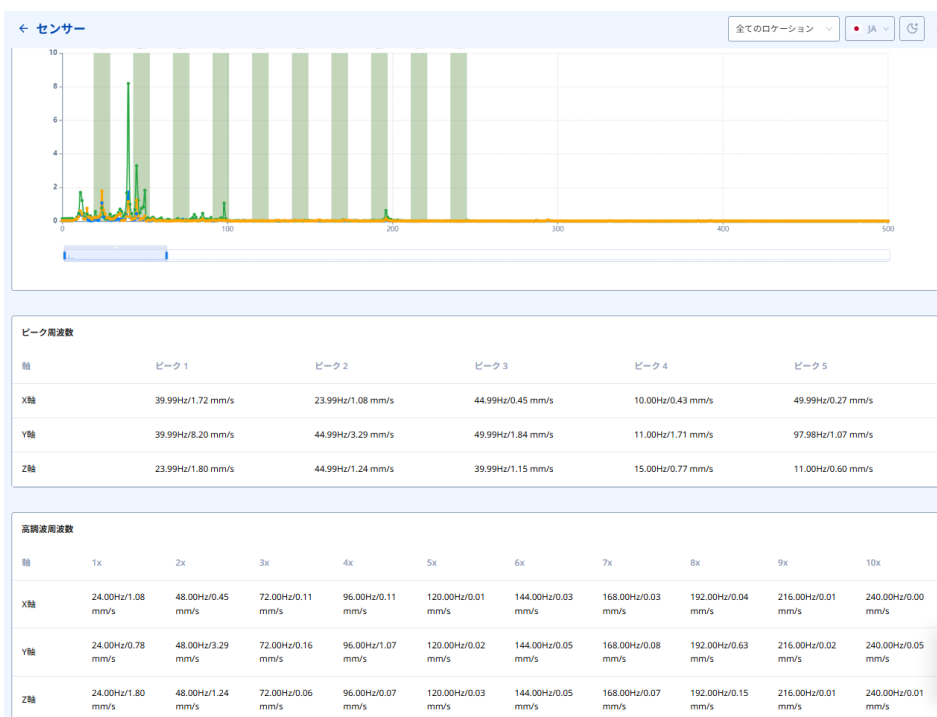 ← センサー
全てのロケーション
JA
10
8
6
4
2
0
0 100 200 300 400 500
ピーク周波数
軸 ピーク 1 ピーク 2 ピーク 3 ピーク 4 ピーク 5
X軸 39.99Hz/1.72 mm/s 23.99Hz/1.08 mm/s 44.99Hz/0.45 mm/s 10.00Hz/0.43 mm/s 49.99Hz/0.27 mm/s
Y軸 39.99Hz/8.20 mm/s 44.99Hz/3.29 mm/s 49.99Hz/1.84 mm/s 11.00Hz/1.71 mm/s 97.98Hz/1.07 mm/s
Z軸 23.99Hz/1.80 mm/s 44.99Hz/1.24 mm/s 39.99Hz/1.15 mm/s 15.00Hz/0.77 mm/s 11.00Hz/0.60 mm/s
高調波周波数
軸 1x 2x 3x 4x 5x 6x 7x 8x 9x 10x
X軸 24.00Hz/1.08 mm/s 48.00Hz/0.45 mm/s 72.00Hz/0.11 mm/s 96.00Hz/0.11 mm/s 120.00Hz/0.01 mm/s 144.00Hz/0.03 mm/s 168.00Hz/0.03 mm/s 192.00Hz/0.04 mm/s 216.00Hz/0.01 mm/s 240.00Hz/0.00 mm/s
Y軸 24.00Hz/0.78 mm/s 48.00Hz/3.29 mm/s 72.00Hz/0.16 mm/s 96.00Hz/1.07 mm/s 120.00Hz/0.02 mm/s 144.00Hz/0.05 mm/s 168.00Hz/0.08 mm/s 192.00Hz/0.63 mm/s 216.00Hz/0.02 mm/s 240.00Hz/0.05 mm/s
Z軸 24.00Hz/1.80 mm/s 48.00Hz/1.24 mm/s 72.00Hz/0.06 mm/s 96.00Hz/0.07 mm/s 120.00Hz/0.03 mm/s 144.00Hz/0.05 mm/s 168.00Hz/0.07 mm/s 192.00Hz/0.15 mm/s 216.00Hz/0.01 mm/s 240.00Hz/0.01 mm/s